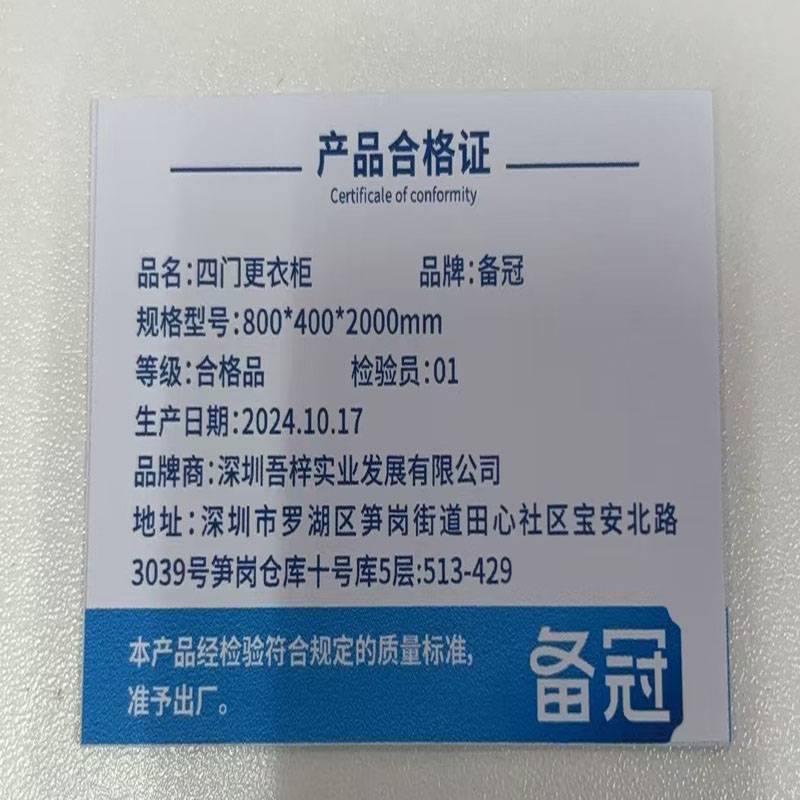 产品合格证
Certificale of conformity
品名:四门更衣柜 品牌:备冠
规格型号:800*400*2000mm
等级:合格品 检验员:01
生产日期:2024.10.17
品牌商:深圳吾梓实业发展有限公司
地址:深圳市罗湖区笋岗街道田心社区宝安北路
3039号笋岗仓库十号库5层:513-429
本产品经检验符合规定的质量标准,
准予出厂。
备冠